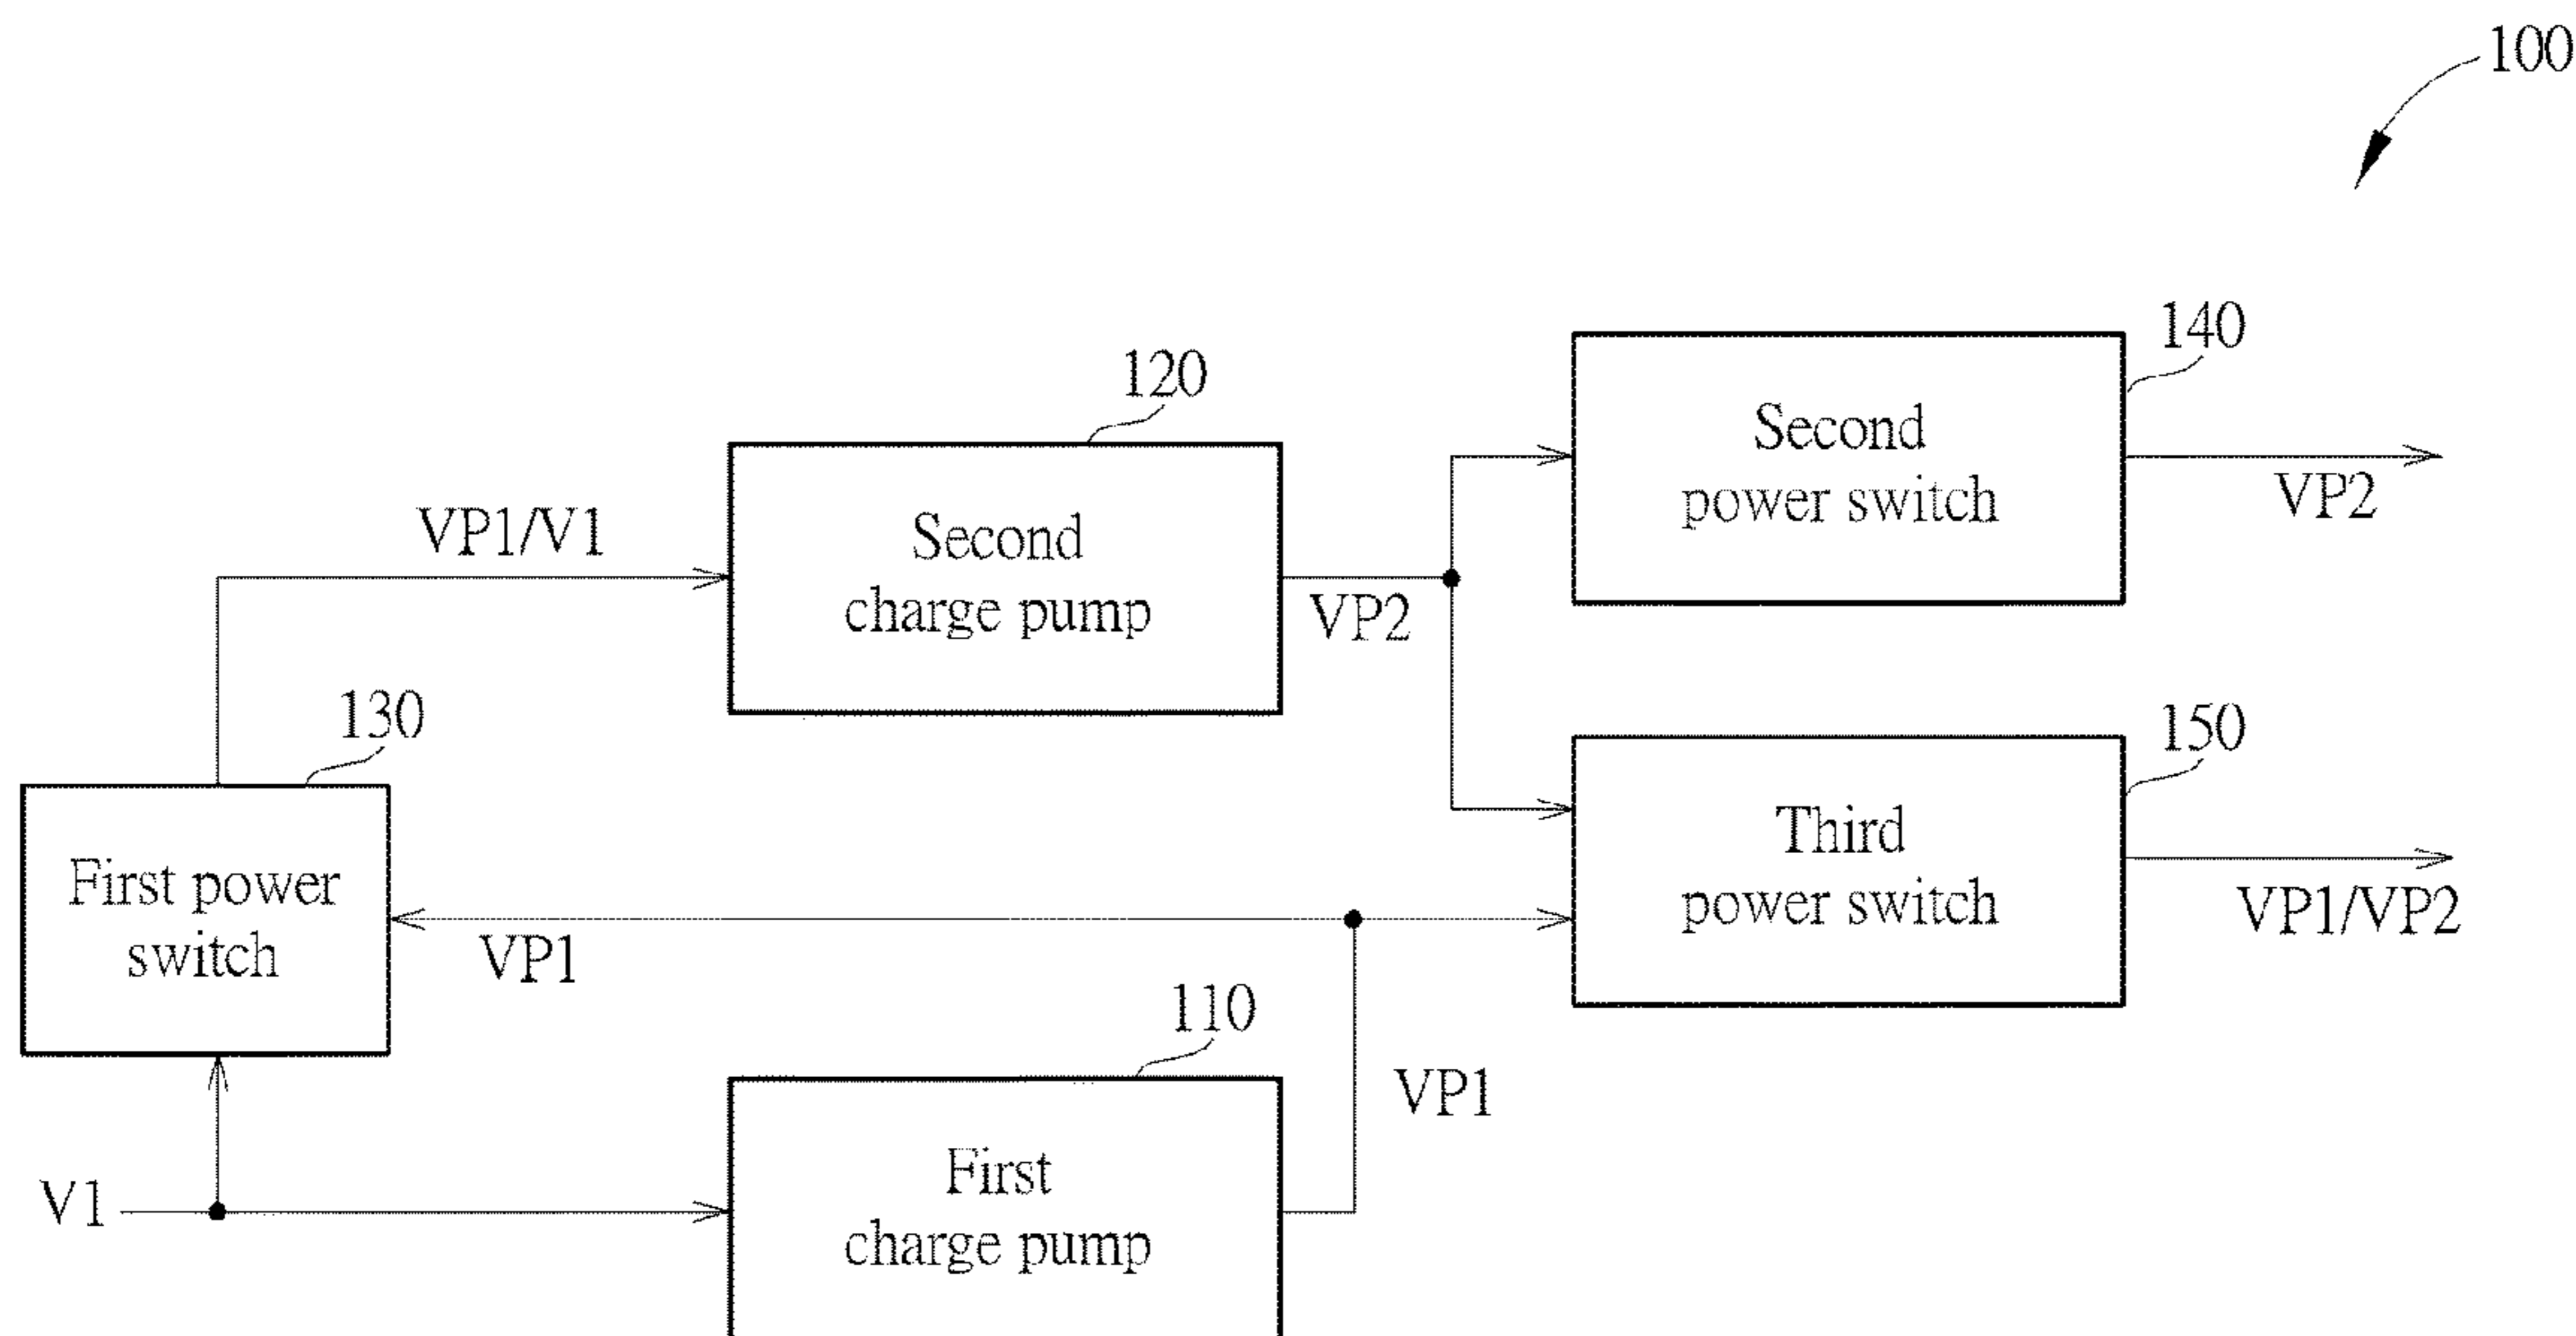 100
140
120
Second
power switch
VP2
VP1/V1
Second
charge pump
VP2
130
150
Third
power switch
VP1/VP2
First power
switch
VP1
110
VP1
V1
First
charge pump